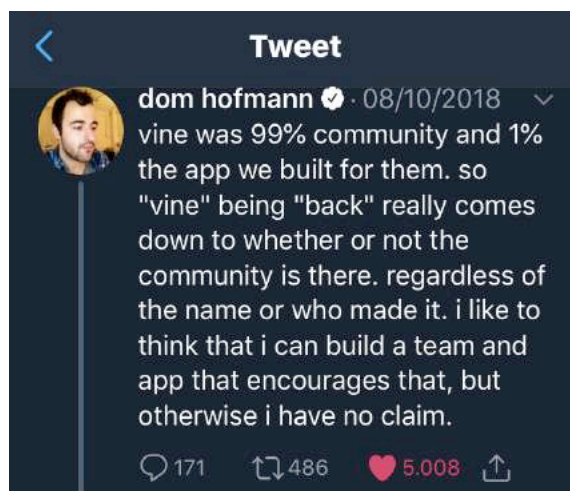 Tweet
dom hofmann · 08/10/2018
vine was 99% community and 1%
the app we built for them. so
"vine" being "back" really comes
down to whether or not the
community is there. regardless of
the name or who made it. i like to
think that i can build a team and
app that encourages that, but
otherwise i have no claim.
171 486 5.008